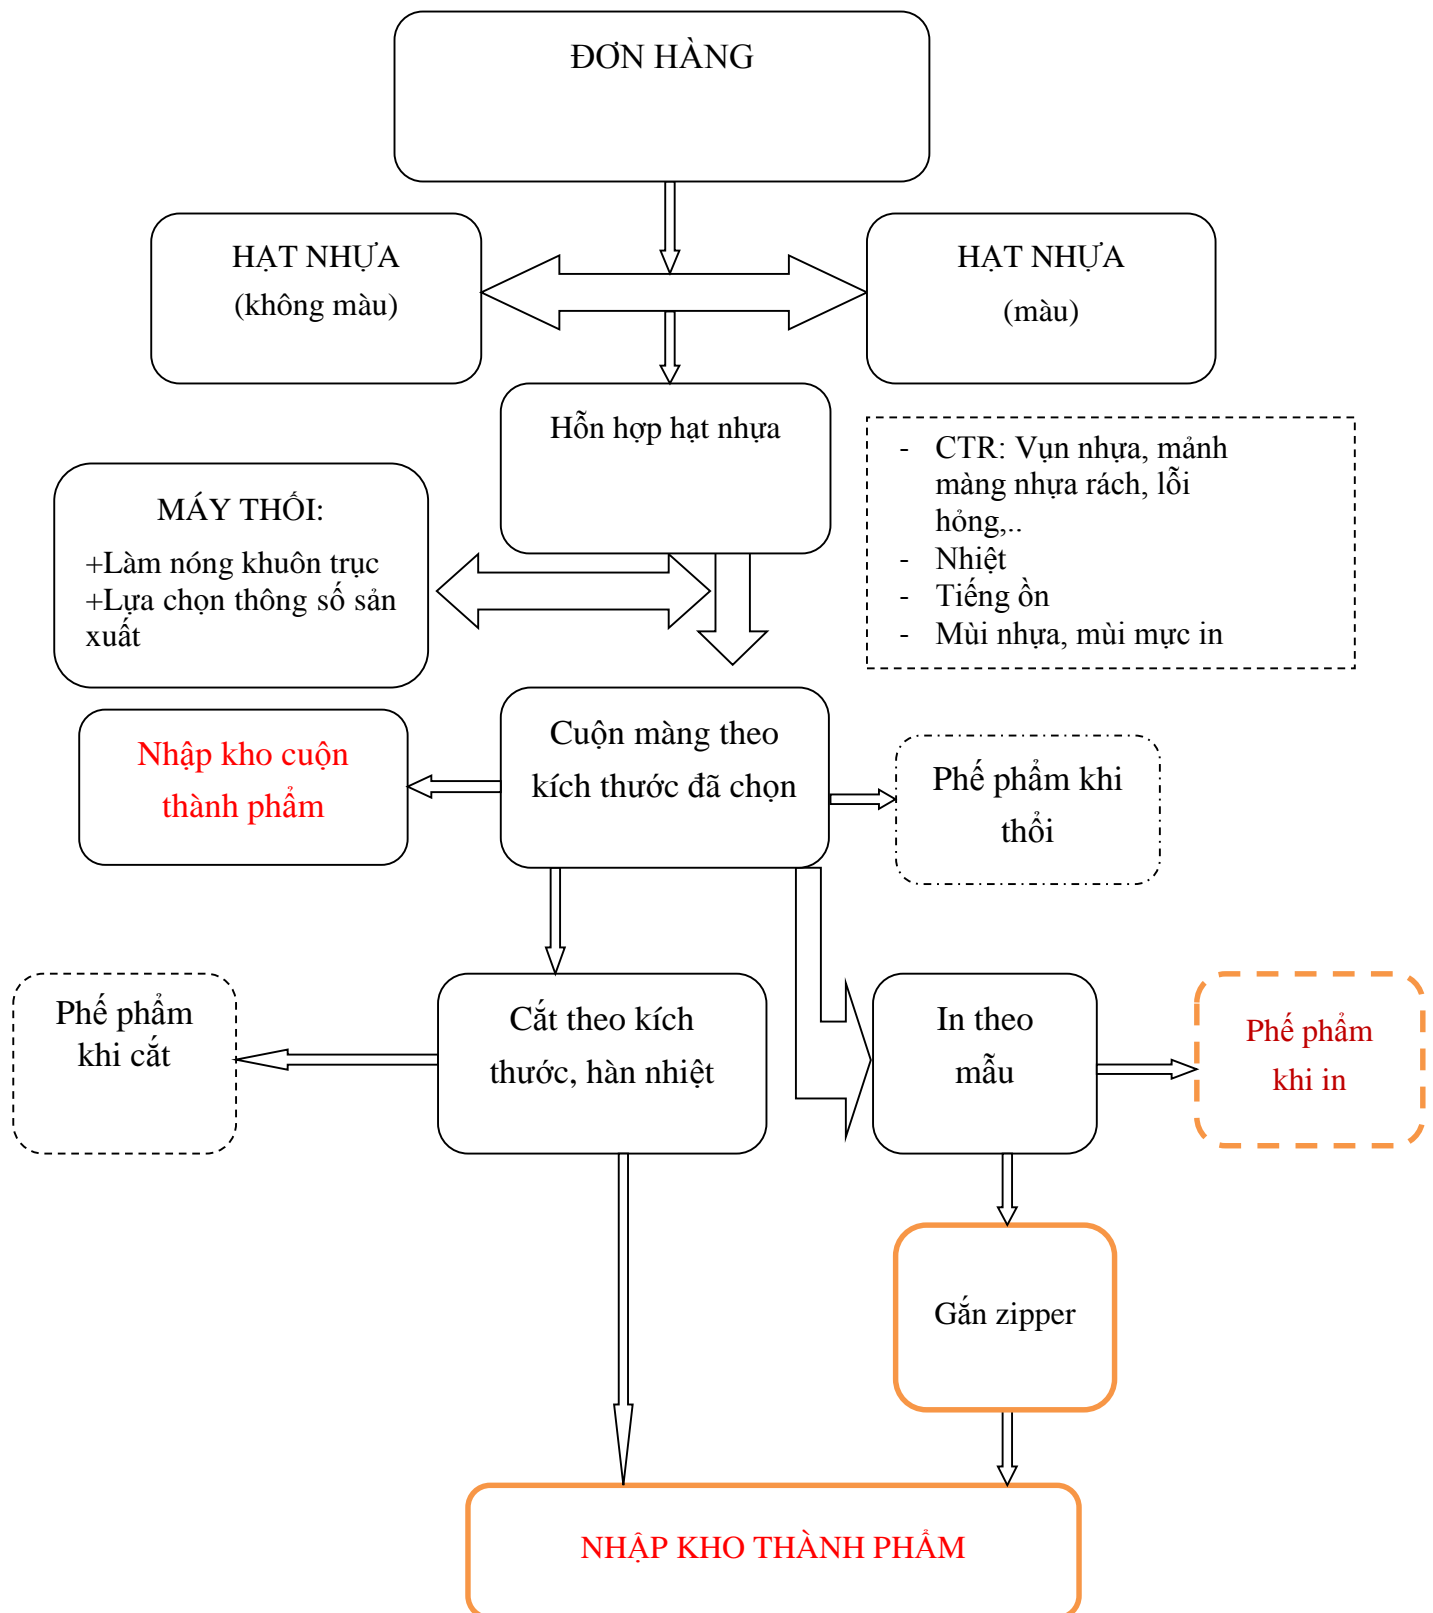 ĐƠN HÀNG
HẠT NHỰA
(không màu)
HẠT NHỰA
(màu)
Hỗn hợp hạt nhựa
- CTR: Vụn nhựa, mảnh
màng nhựa rách, lỗi
hỏng,..
- Nhiệt
- Tiếng ồn
- Mùi nhựa, mùi mực in
MÁY THỔI:
+Làm nóng khuôn trục
+Lựa chọn thông số sản
xuất
Nhập kho cuộn
thành phẩm
Cuộn màng theo
kích thước đã chọn
Phế phẩm khi
thổi
Phế phẩm
khi cắt
Cắt theo kích
thước, hàn nhiệt
In theo
mẫu
Phế phẩm
khi in
Gắn zipper
NHẬP KHO THÀNH PHẨM